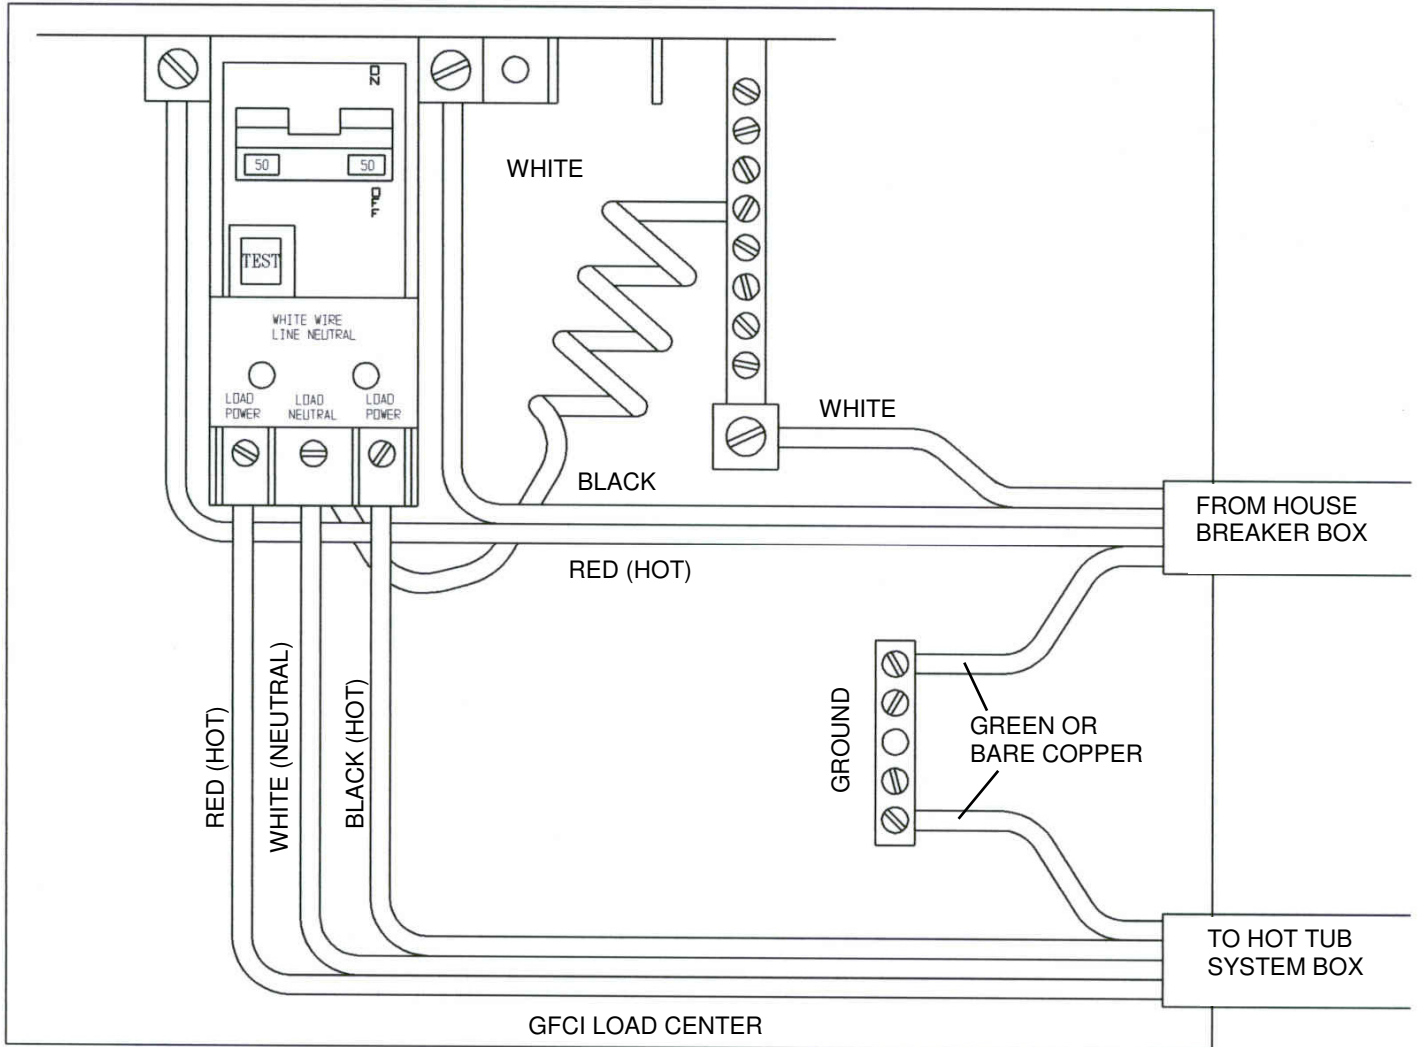 ON
50 50
OFF
TEST
WHITE WIRE
LINE NEUTRAL
LOAD
POWER
LOAD
NEUTRAL
LOAD
POWER
WHITE
WHITE
BLACK
RED (HOT)
FROM HOUSE
BREAKER BOX
RED (HOT)
WHITE (NEUTRAL)
BLACK (HOT)
GROUND
GREEN OR
BARE COPPER
TO HOT TUB
SYSTEM BOX
GFCI LOAD CENTER